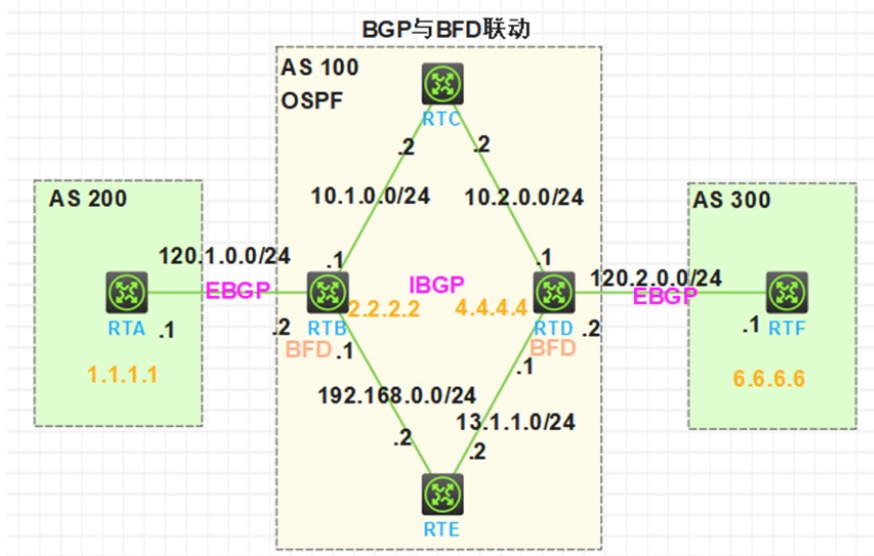 BGP与BFD联动
AS 100
OSPF
RTC
.2
.2
10.1.0.0/24
10.2.0.0/24
AS 200
AS 300
120.1.0.0/24
.1
.1
120.2.0.0/24
EBGP
IBGP
EBGP
2.2.2.2
4.4.4.4
RTA
.1
.2
RTB
RTD
.2
.1
RTF
BFD
.1
BFD
.1
1.1.1.1
6.6.6.6
192.168.0.0/24
13.1.1.0/24
.2
.2
RTE